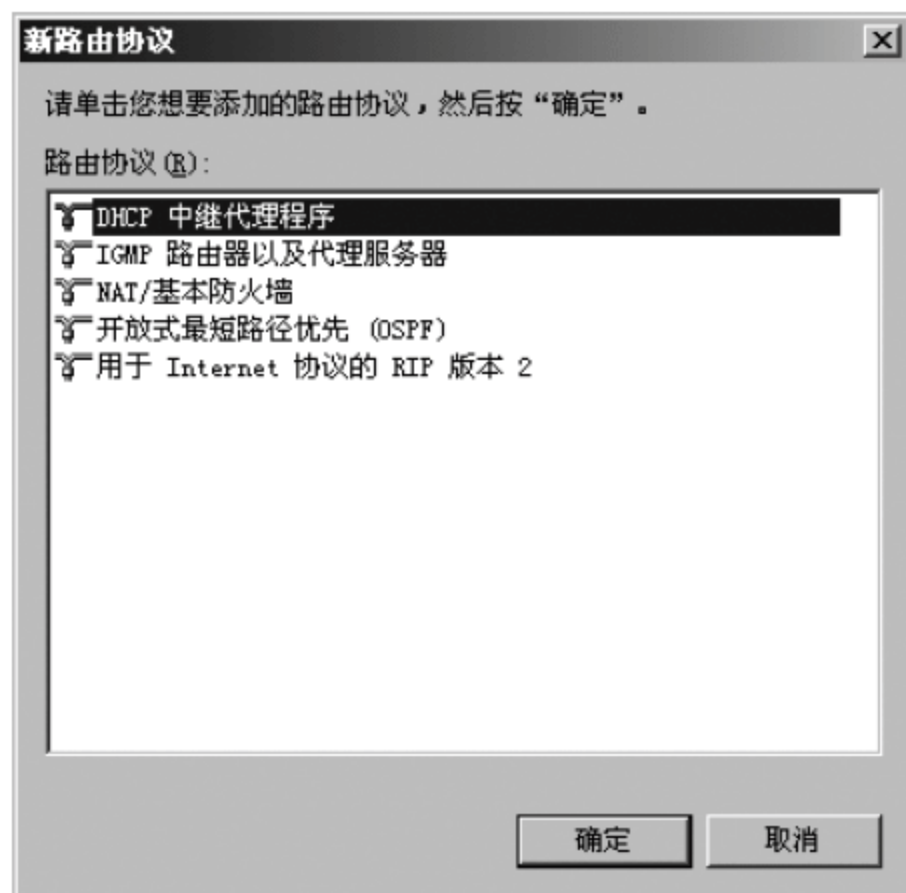 新路由协议
请单击您想要添加的路由协议，然后按“确定”。
路由协议(R):
DHCP 中继代理程序
IGMP 路由器以及代理服务器
NAT/基本防火墙
开放式最短路径优先 (OSPF)
用于 Internet 协议的 RIP 版本 2
确定
取消